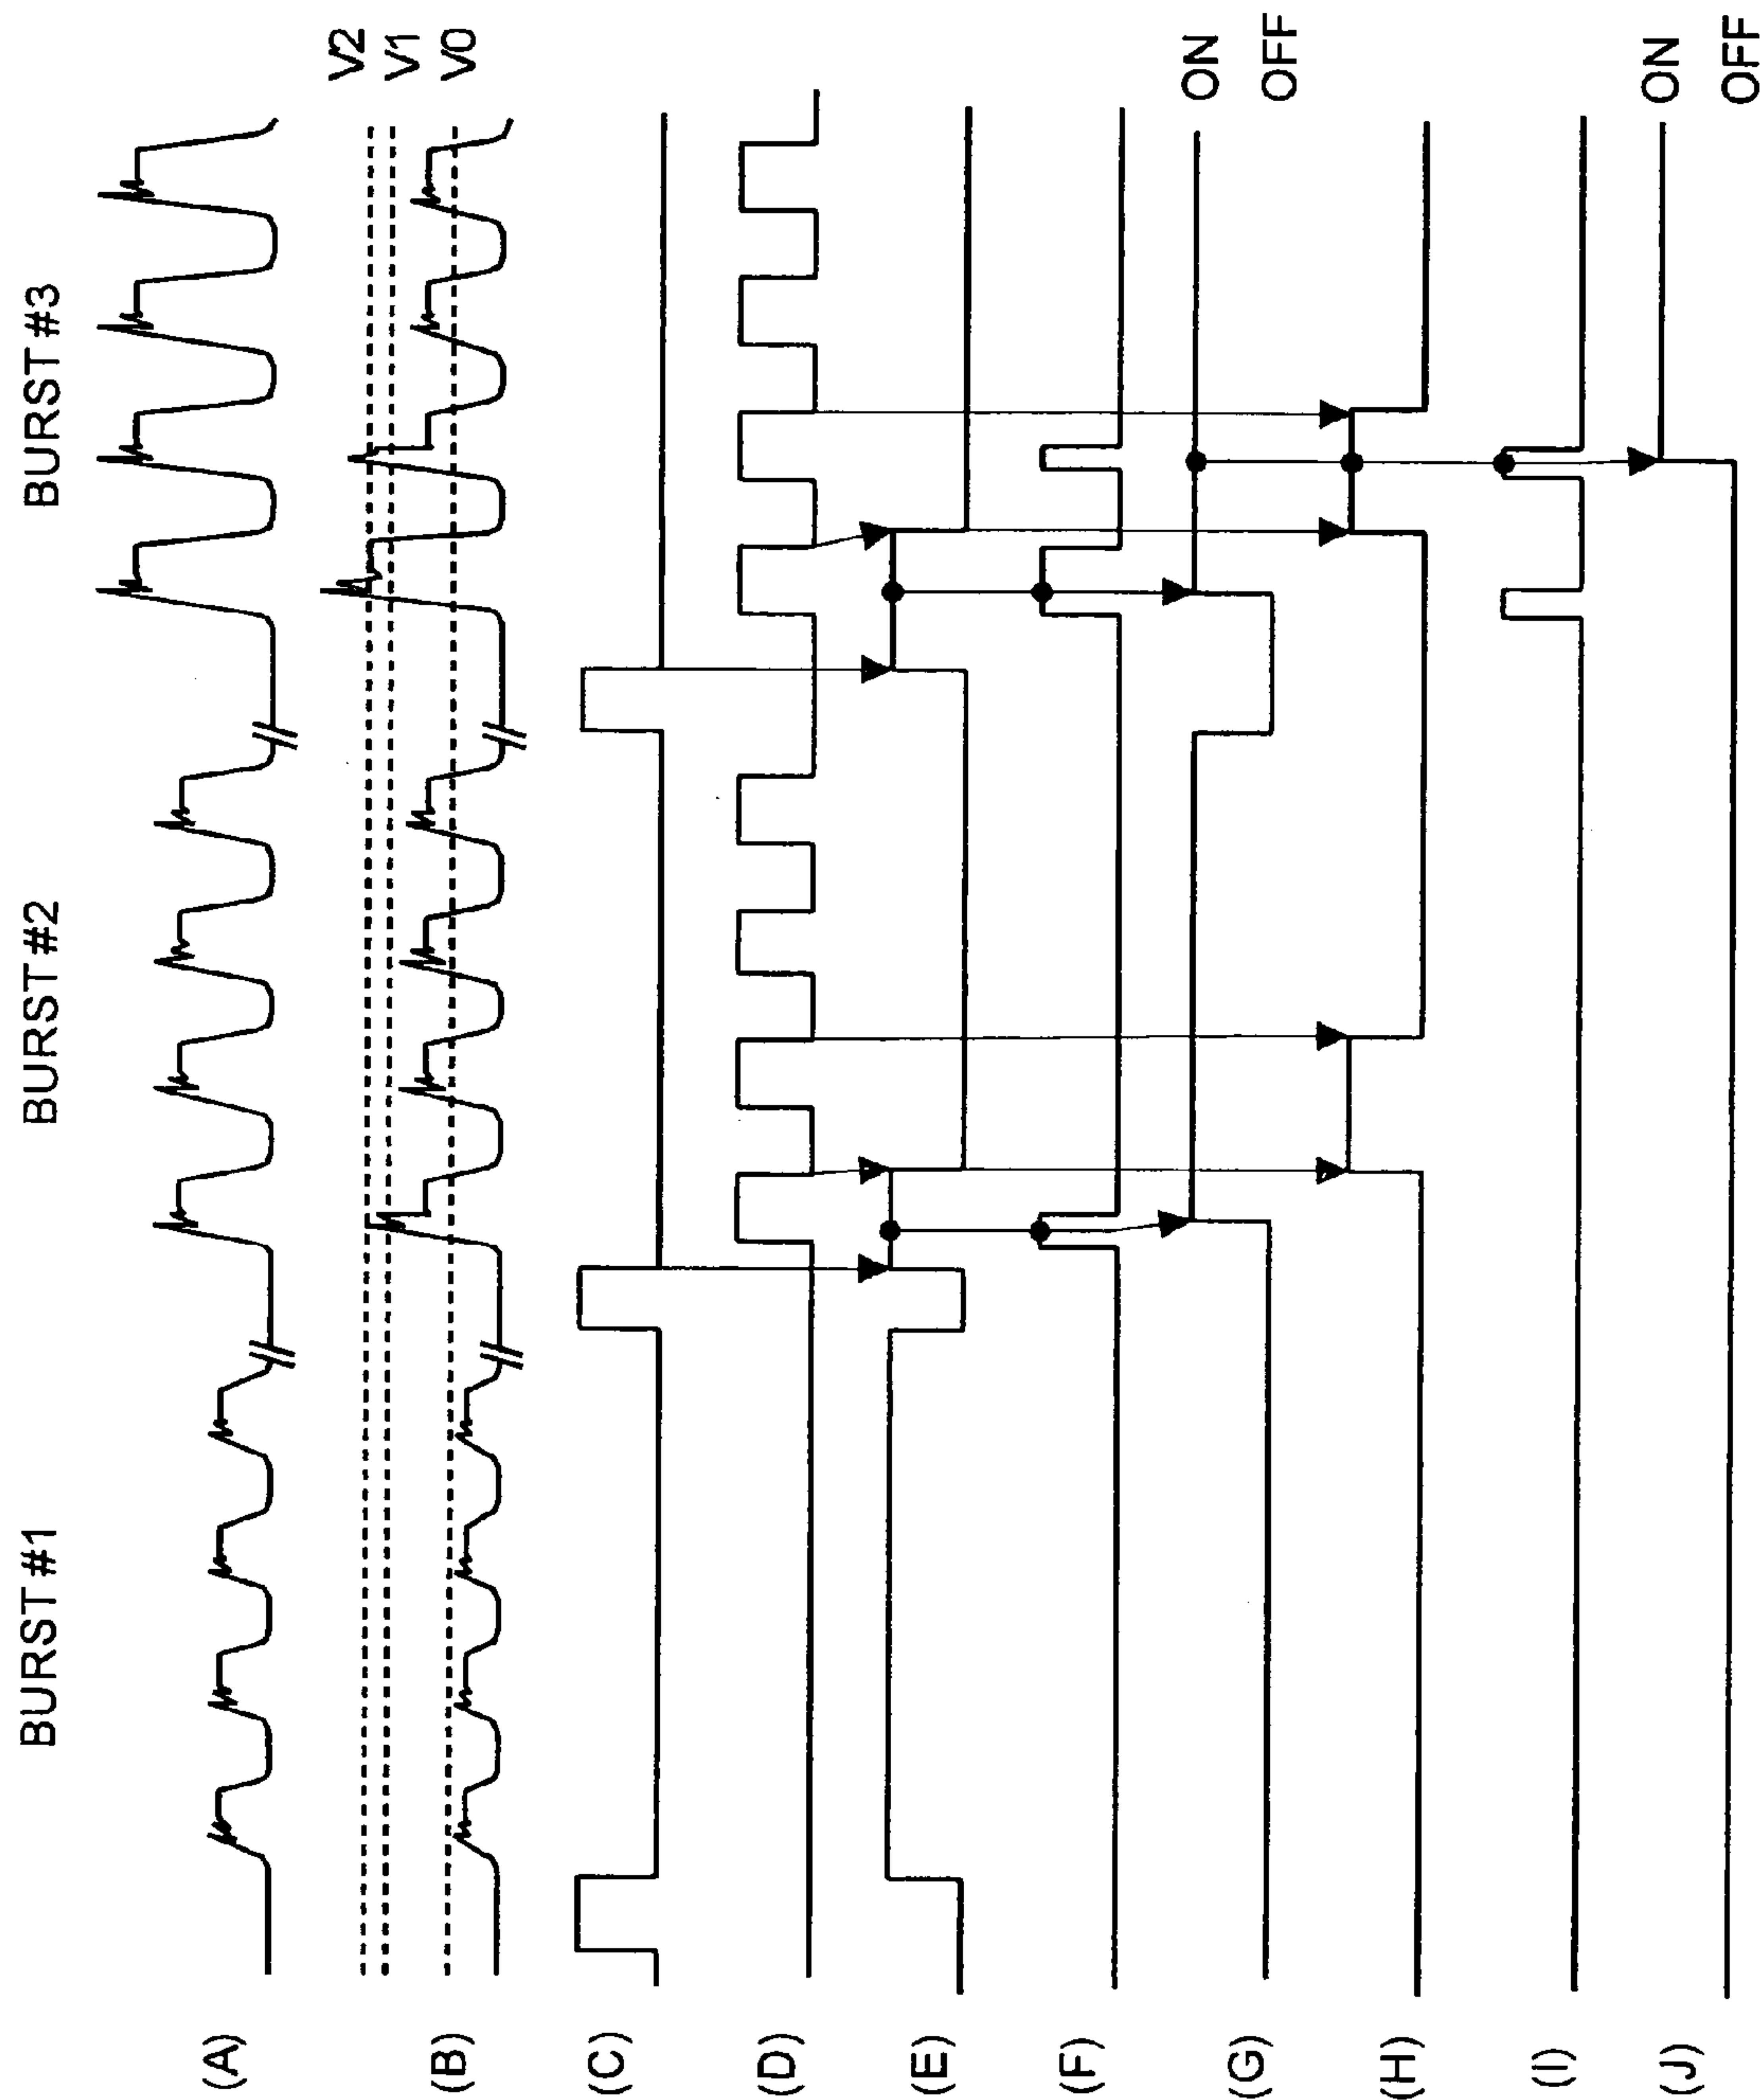 BURST#1 BURST#2 BURST#3
(A)
V2
V1
V0
(B)
(C)
(D)
(E)
(F)
ON
(G)
OFF
(H)
(I)
ON
(J)
OFF